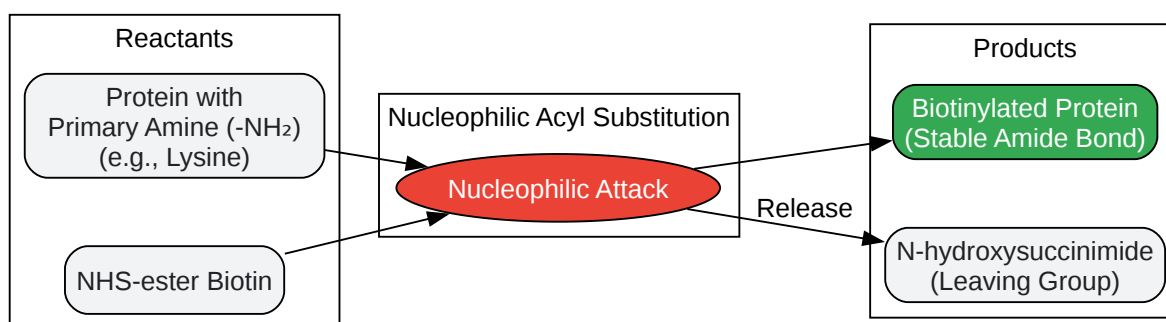 Reactants
Protein with
Primary Amine (-NH₂)
(e.g., Lysine)
NHS-ester Biotin
Nucleophilic Acyl Substitution
Nucleophilic Attack
Release
Products
Biotinylated Protein
(Stable Amide Bond)
N-hydroxysuccinimide
(Leaving Group)